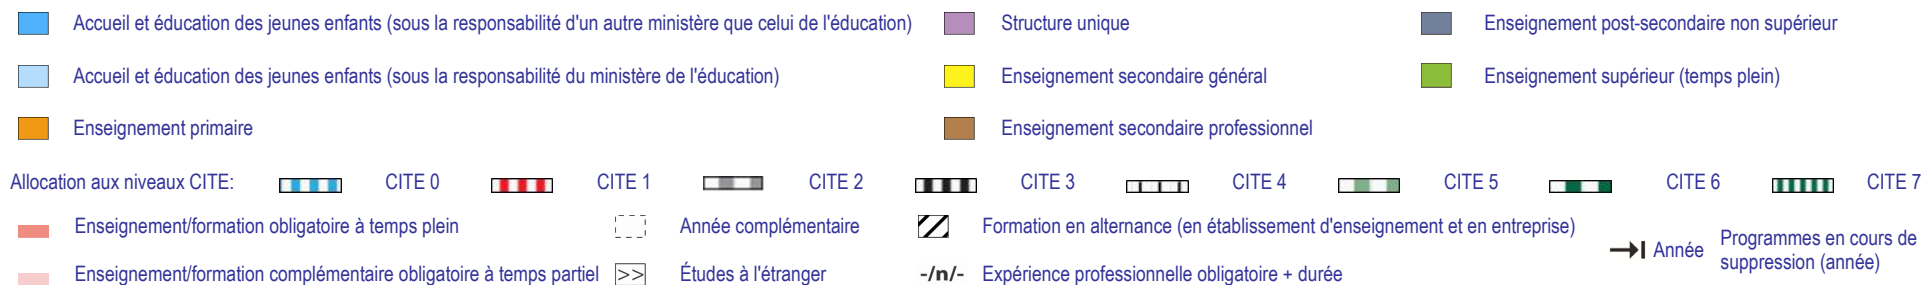 Accueil et éducation des jeunes enfants (sous la responsabilité d'un autre ministère que celui de l'éducation) Structure unique Enseignement post-secondaire non supérieur
Accueil et éducation des jeunes enfants (sous la responsabilité du ministère de l'éducation) Enseignement secondaire général Enseignement supérieur (temps plein)
Enseignement primaire Enseignement secondaire professionnel
Allocation aux niveaux CITE: CITE 0 CITE 1 CITE 2 CITE 3 CITE 4 CITE 5 CITE 6 CITE 7
Enseignement/formation obligatoire à temps plein Année complémentaire Formation en alternance (en établissement d'enseignement et en entreprise)
Année Programmes en cours de
suppression (année)
Enseignement/formation complémentaire obligatoire à temps partiel >> Études à l'étranger -/n/- Expérience professionnelle obligatoire + durée